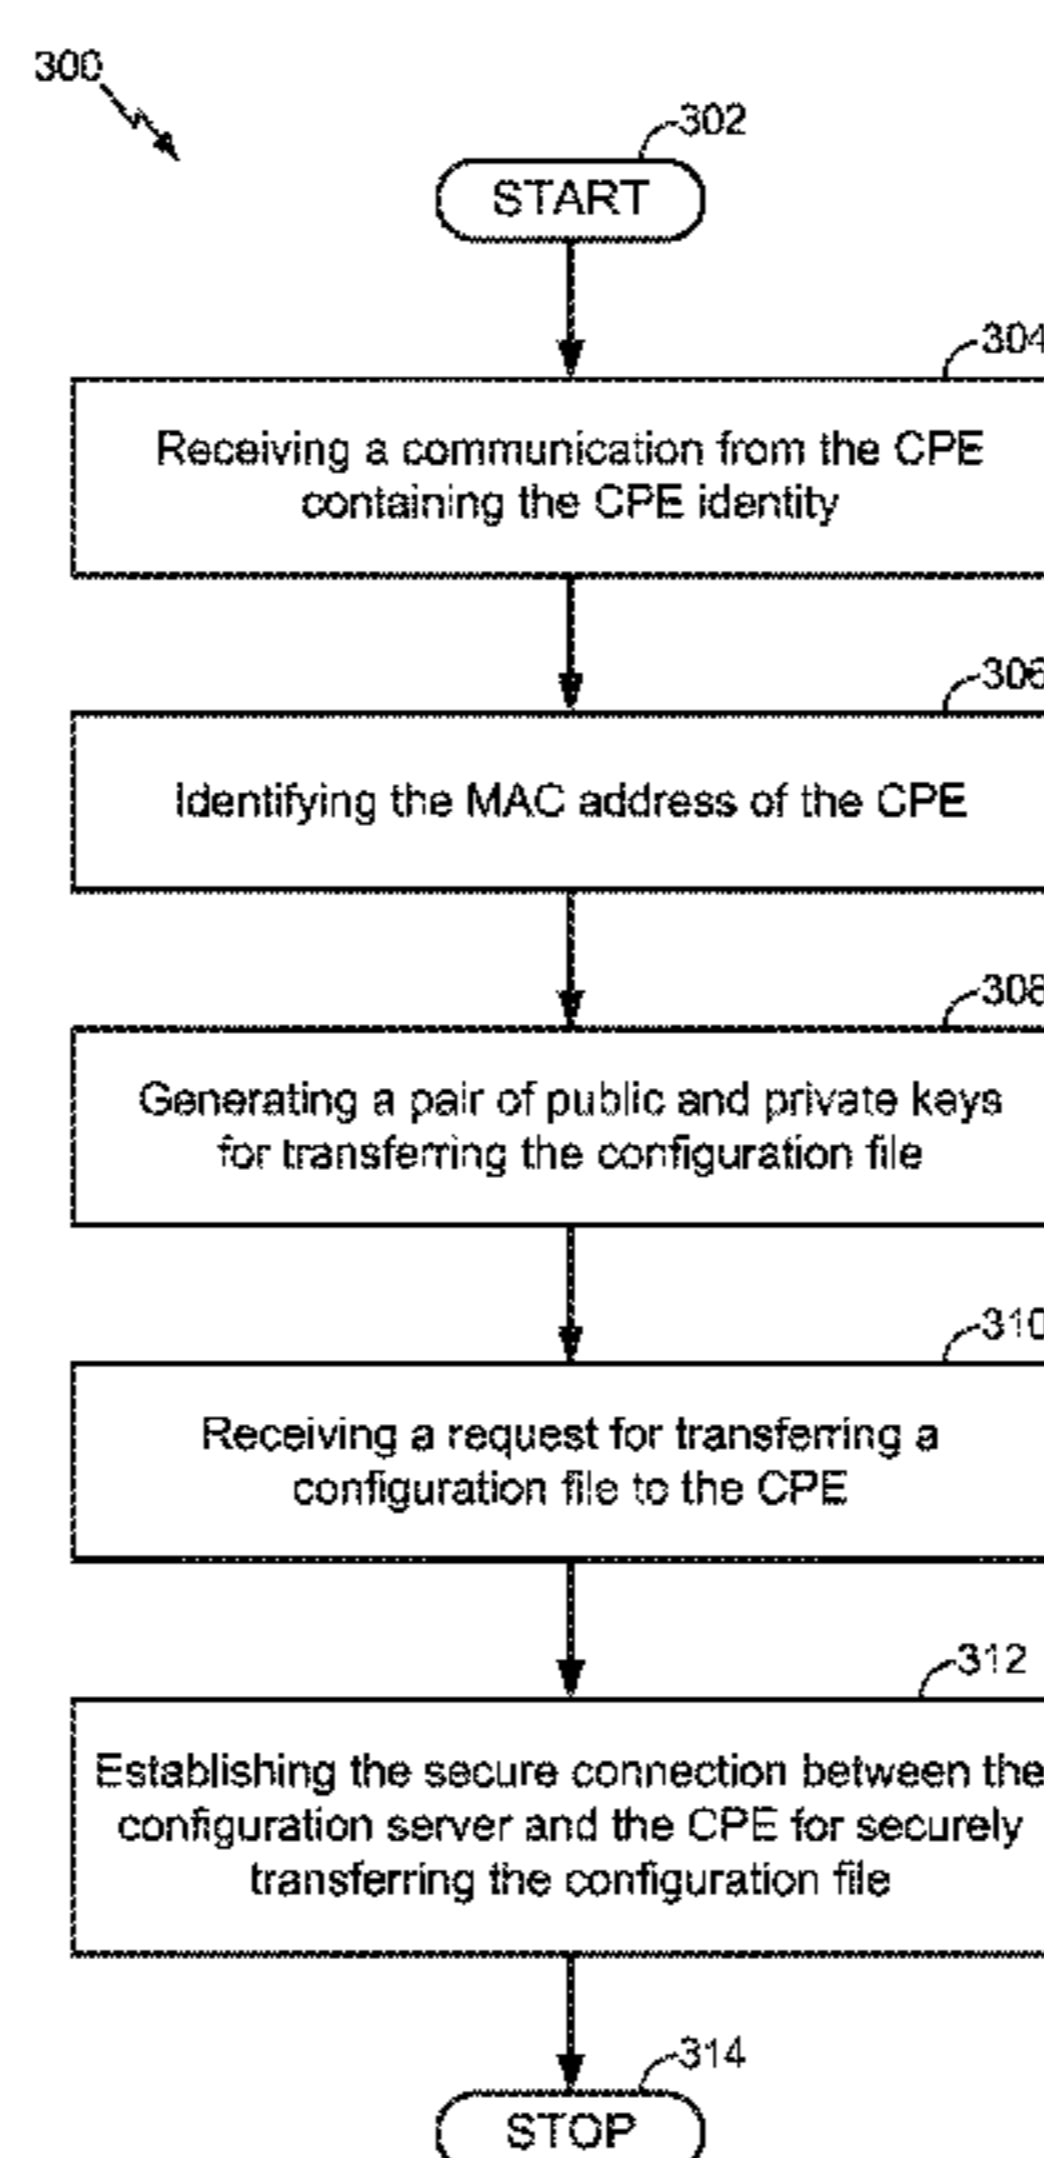 300
302
START
304
Receiving a communication from the CPE
containing the CPE identity
306
Identifying the MAC address of the CPE
308
Generating a pair of public and private keys
for transferring the configuration file
310
Receiving a request for transferring a
configuration file to the CPE
312
Establishing the secure connection between the
configuration server and the CPE for securely
transferring the configuration file
314
STOP